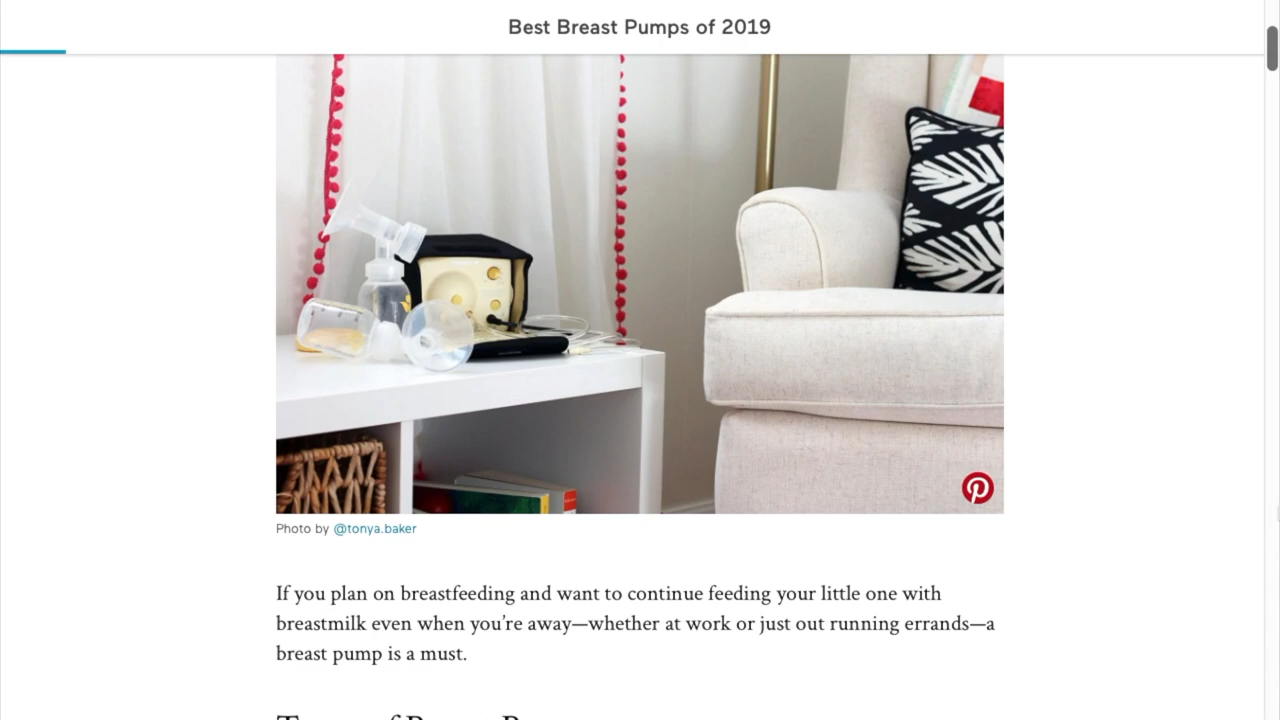 Best Breast Pumps of 2019
Photo by @tonya.baker
If you plan on breastfeeding and want to continue feeding your little one with
breastmilk even when you’re away—whether at work or just out running errands—a
breast pump is a must.